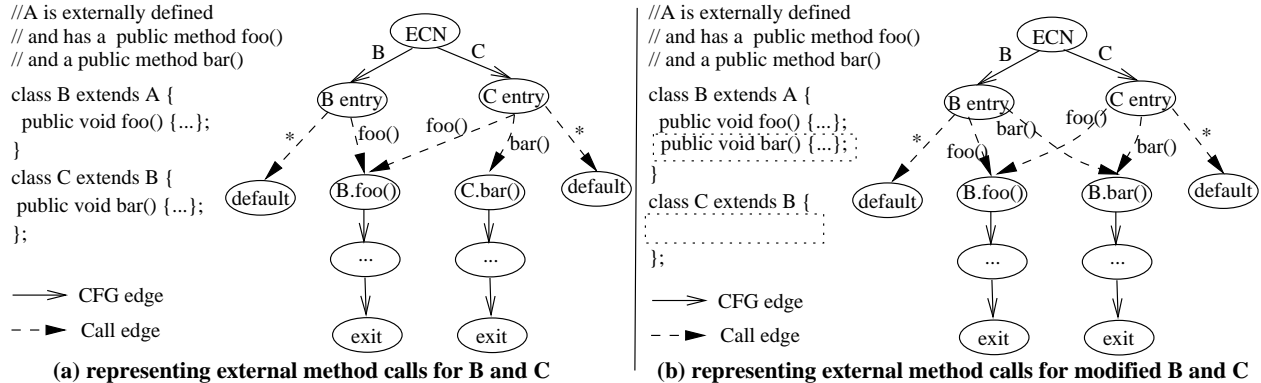 //A is externally defined
// and has a  public method foo()
// and a public method bar()
class B extends A {
public void foo() {...};
}
class C extends B {
public void bar() {...};
};
CFG edge
Call edge
ECN
B
C
B entry
C entry
*
foo()
foo()
bar()
*
default
B.foo()
C.bar()
default
...
...
exit
exit
(a) representing external method calls for B and C
//A is externally defined
// and has a  public method foo()
// and a public method bar()
class B extends A {
public void foo() {...};
public void bar() {...};
}
class C extends B {
};
CFG edge
Call edge
ECN
B
C
B entry
C entry
*
foo()
bar()
foo()
bar()
*
default
B.foo()
B.bar()
default
...
...
exit
exit
(b) representing external method calls for modified B and C